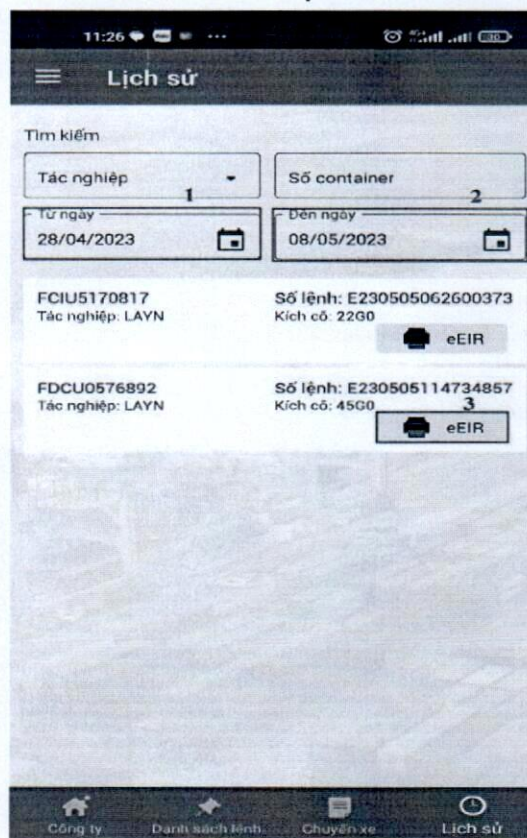 11:26
Lịch sử
Tìm kiếm
Tác nghiệp
Số container
1
2
Từ ngày
Đến ngày
28/04/2023
08/05/2023
FCIU5170817
Số lệnh: E230505062600373
Tác nghiệp: LAYN
Kích cỡ: 22G0
eEIR
FDCU0576892
Số lệnh: E230505114734857
Tác nghiệp: LAYN
Kích cỡ: 45G0
3
eEIR
Công ty
Danh sách lệnh
Chuyến xe
Lịch sử